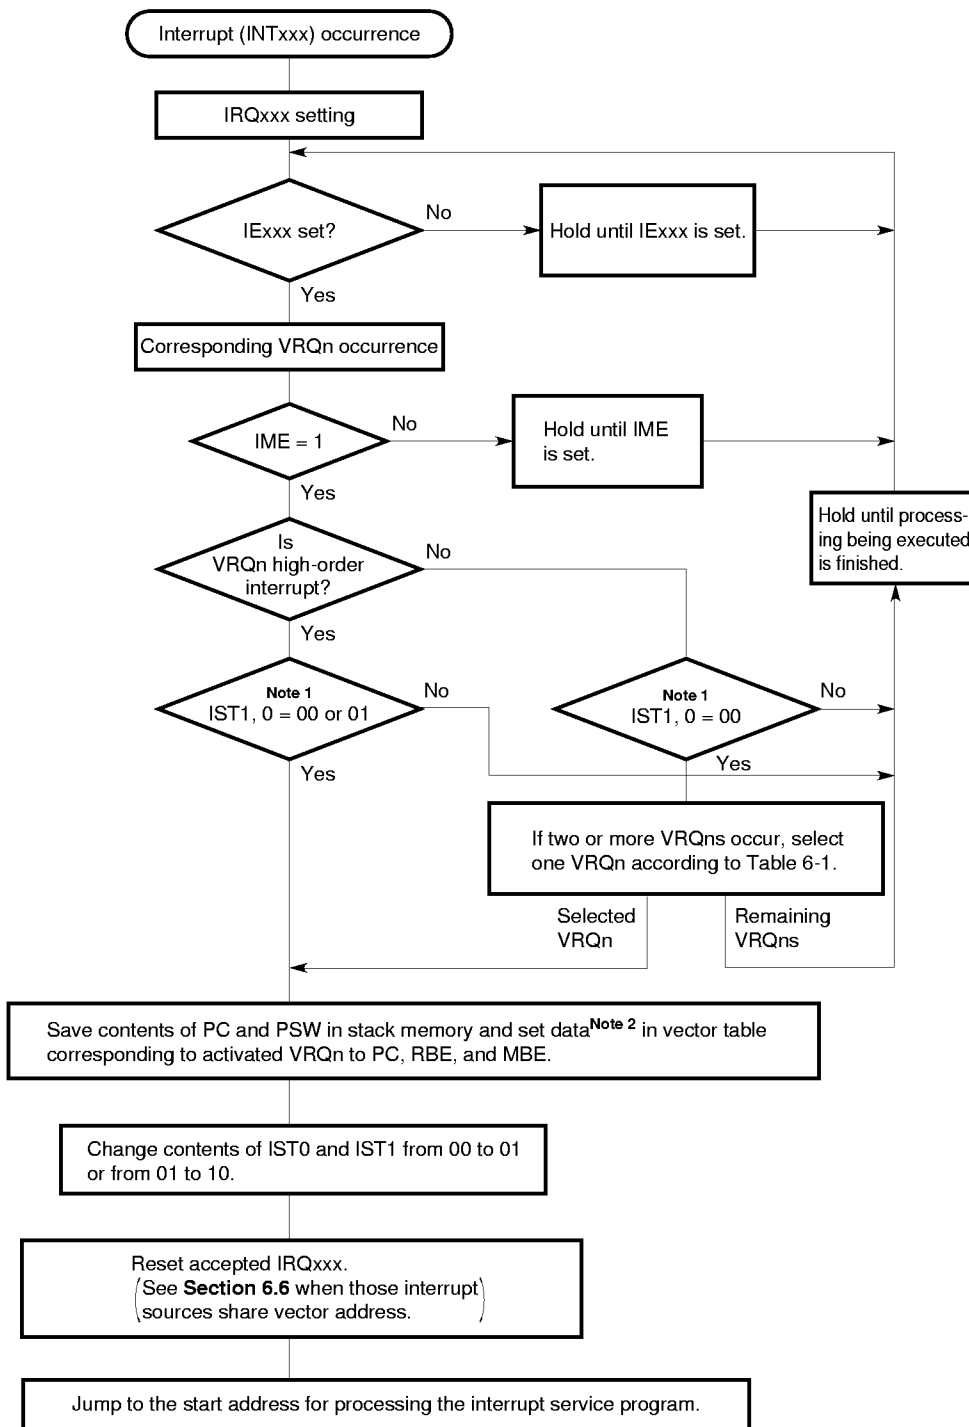 Interrupt (INTxxx) occurrence
IRQxxx setting
IExxx set?
No
Hold until IExxx is set.
Yes
Corresponding VRQn occurrence
IME = 1
No
Hold until IME
is set.
Yes
Hold until process-
ing being executed
is finished.
Is
VRQn high-order
interrupt?
No
Yes
Note 1
IST1, 0 = 00 or 01
No
Yes
Note 1
IST1, 0 = 00
No
Yes
If two or more VRQns occur, select
one VRQn according to Table 6-1.
Selected
VRQn
Remaining
VRQns
Save contents of PC and PSW in stack memory and set data Note 2 in vector table
corresponding to activated VRQn to PC, RBE, and MBE.
Change contents of IST0 and IST1 from 00 to 01
or from 01 to 10.
Reset accepted IRQxxx.
(See Section 6.6 when those interrupt
sources share vector address.)
Jump to the start address for processing the interrupt service program.